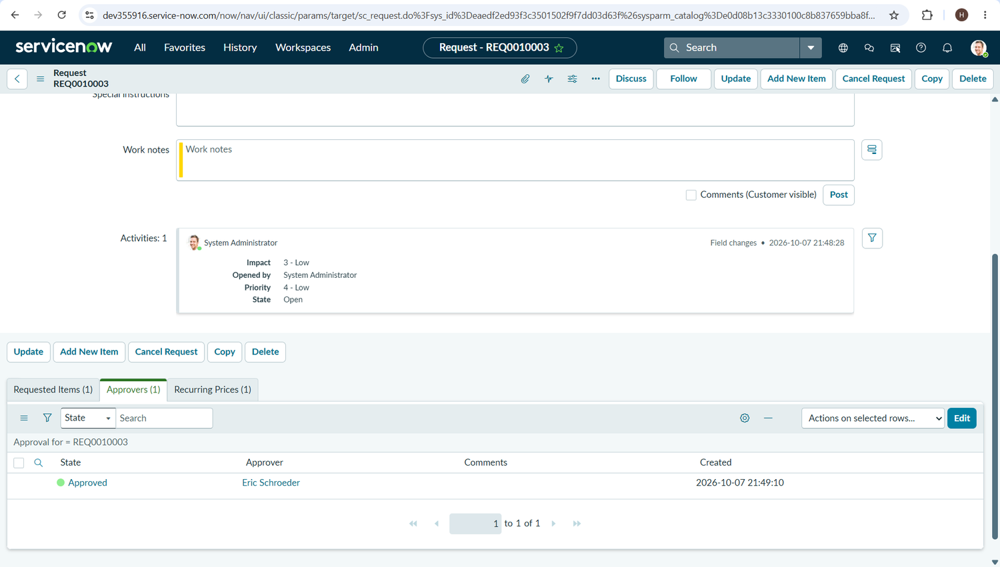 dev355916.service-now.com/now/nav/ui/classic/params/target/sc_request.do%3Fsys_id%3Deaedf2ed93f3c3501502f9f7dd03d63f%26sysparm_catalog%3De0d08b13c3330100c8b837659bba8f...
H
servicenow
All
Favorites
History
Workspaces
Admin
Request - REQ0010003
Search
Request
REQ0010003
Discuss
Follow
Update
Add New Item
Cancel Request
Copy
Delete
Special instructions
Work notes
Work notes
Comments (Customer visible)
Post
Activities: 1
System Administrator
Field changes • 2026-10-07 21:48:28
Impact 3 - Low
Opened by System Administrator
Priority 4 - Low
State Open
Update
Add New Item
Cancel Request
Copy
Delete
Requested Items (1)
Approvers (1)
Recurring Prices (1)
State
Search
Actions on selected rows...
Edit
Approval for = REQ0010003
State Approver Comments Created
Approved Eric Schroeder 2026-10-07 21:49:10
1 to 1 of 1